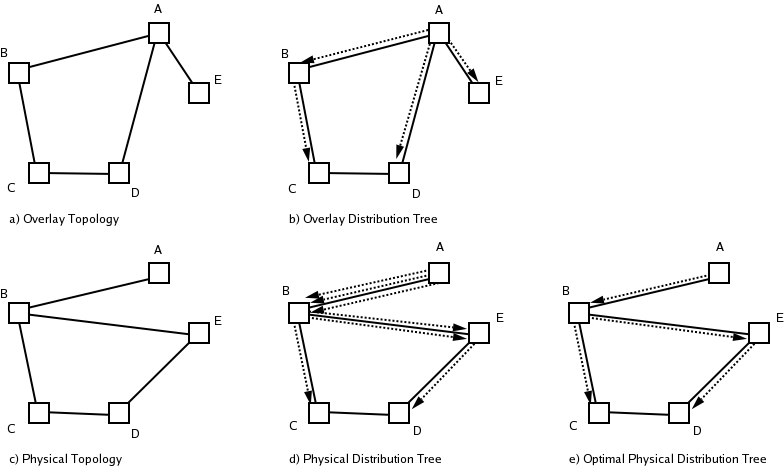 A
B
E
C
D
a) Overlay Topology
A
B
E
C
D
b) Overlay Distribution Tree
A
B
E
C
D
c) Physical Topology
A
B
E
C
D
d) Physical Distribution Tree
A
B
E
C
D
e) Optimal Physical Distribution Tree